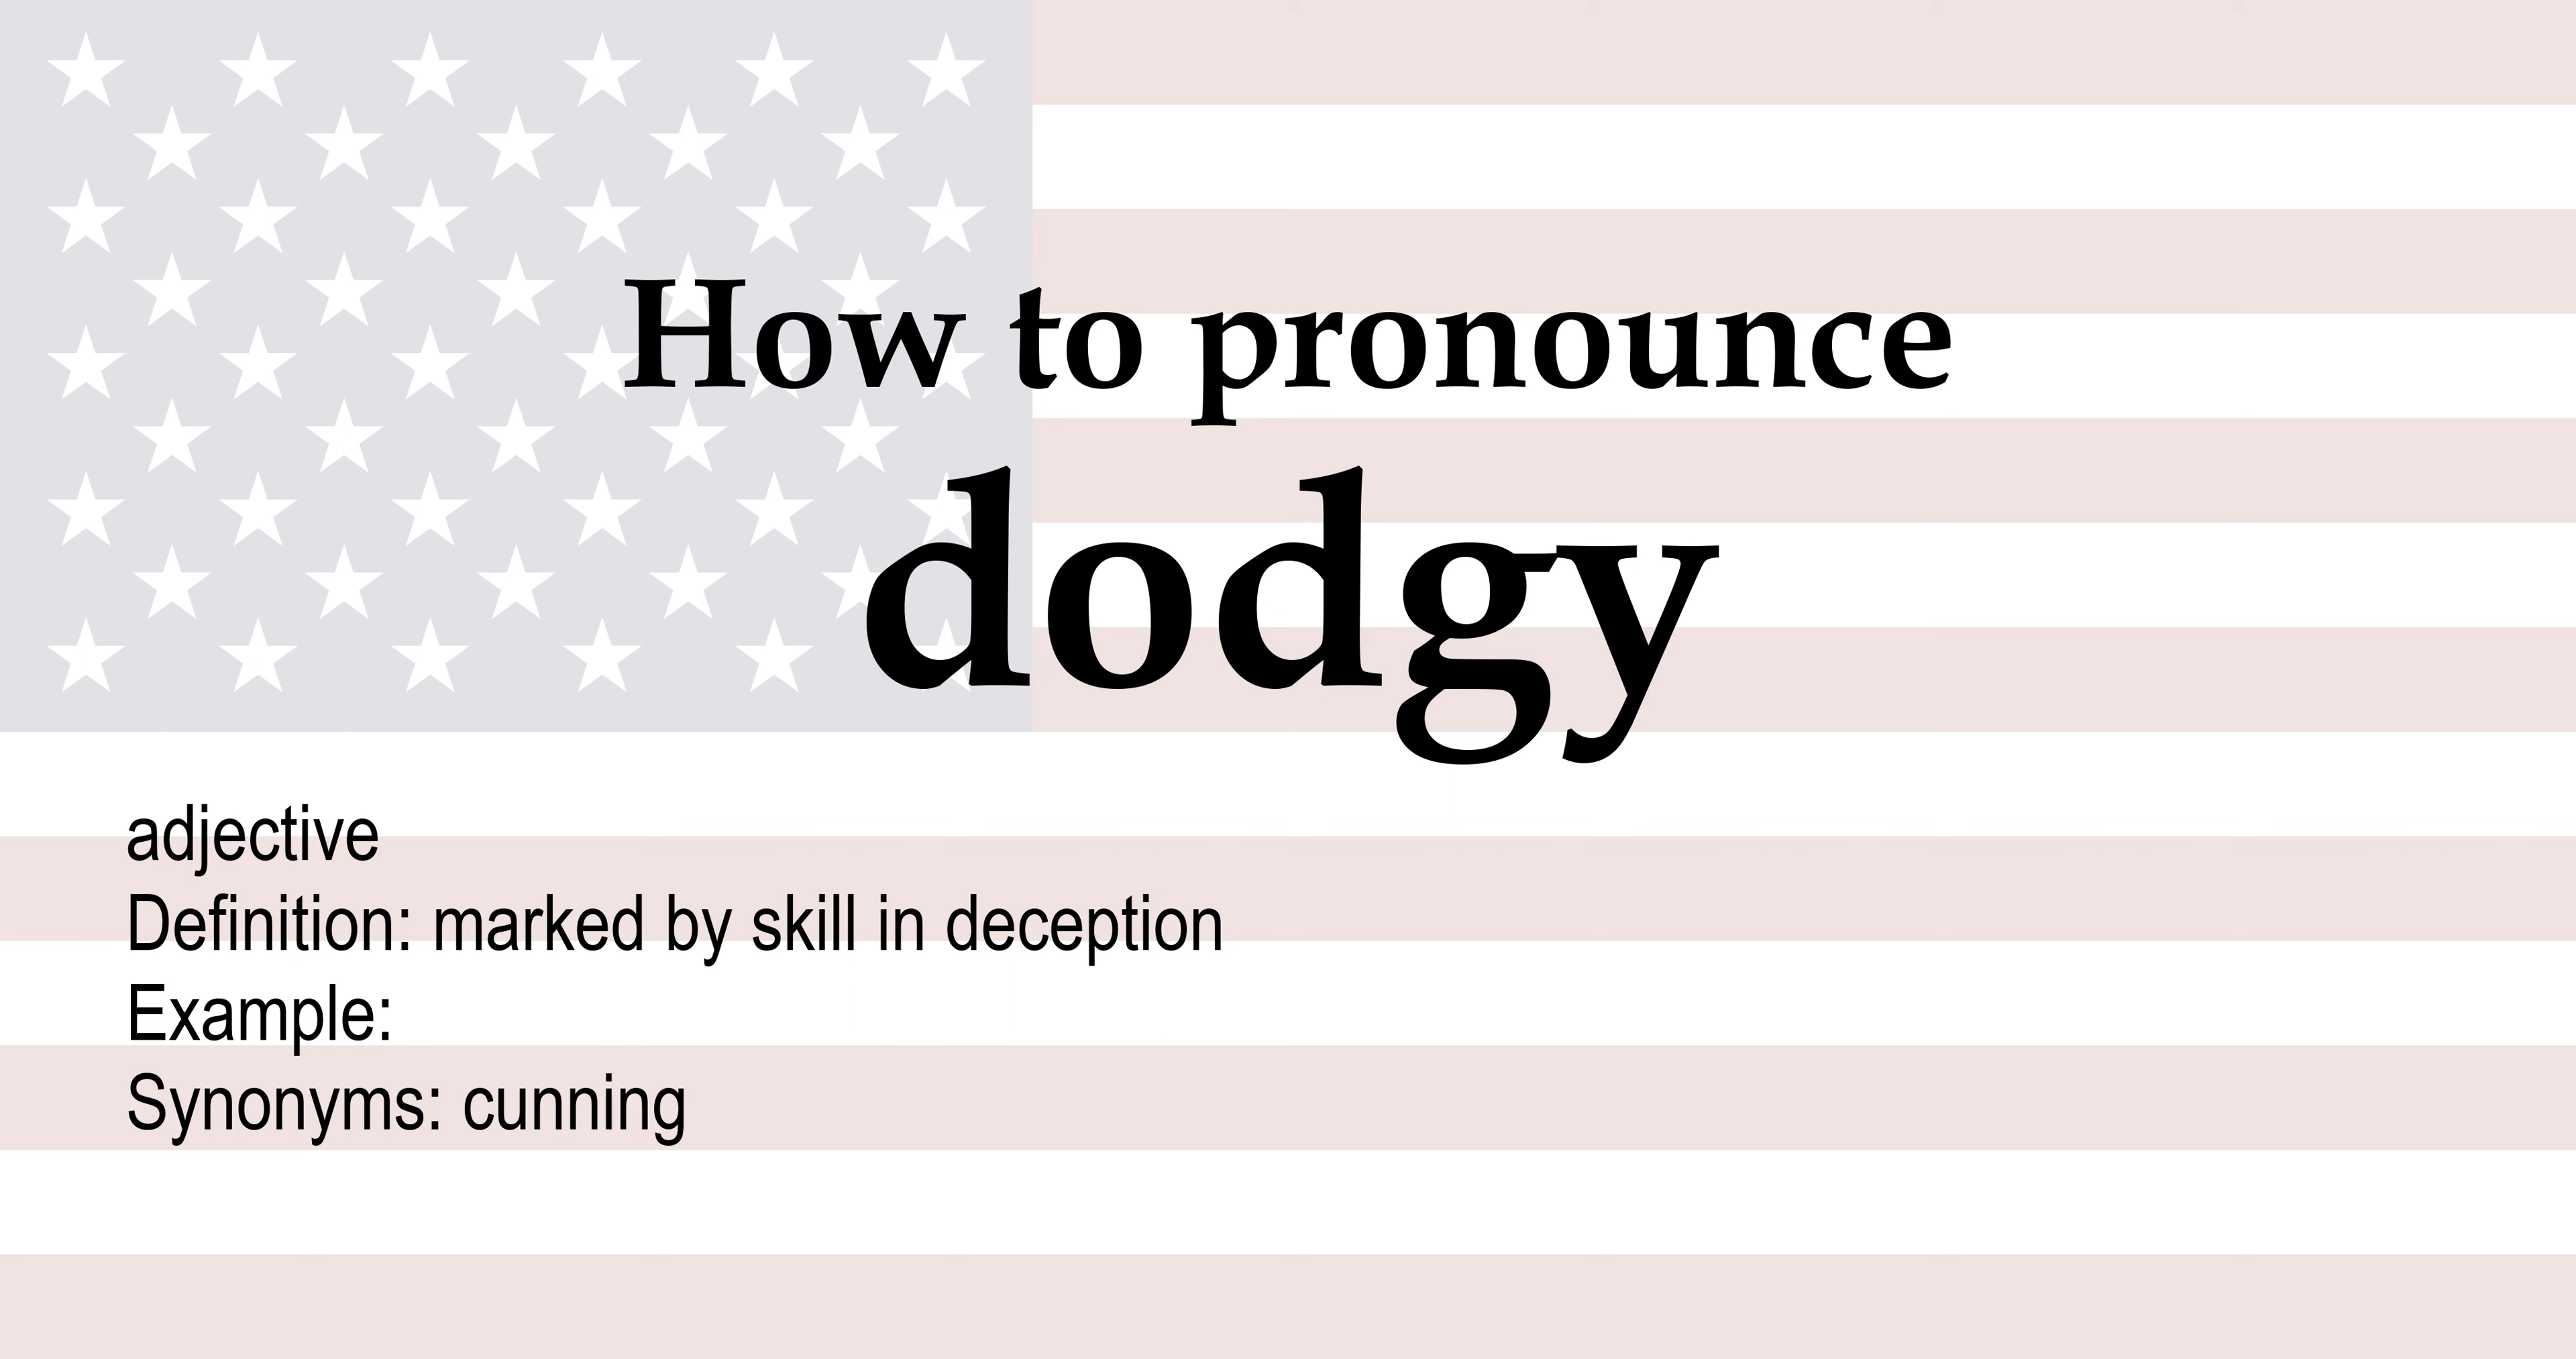 How to pronounce
dodgy
adjective
Definition: marked by skill in deception
Example:
Synonyms: cunning